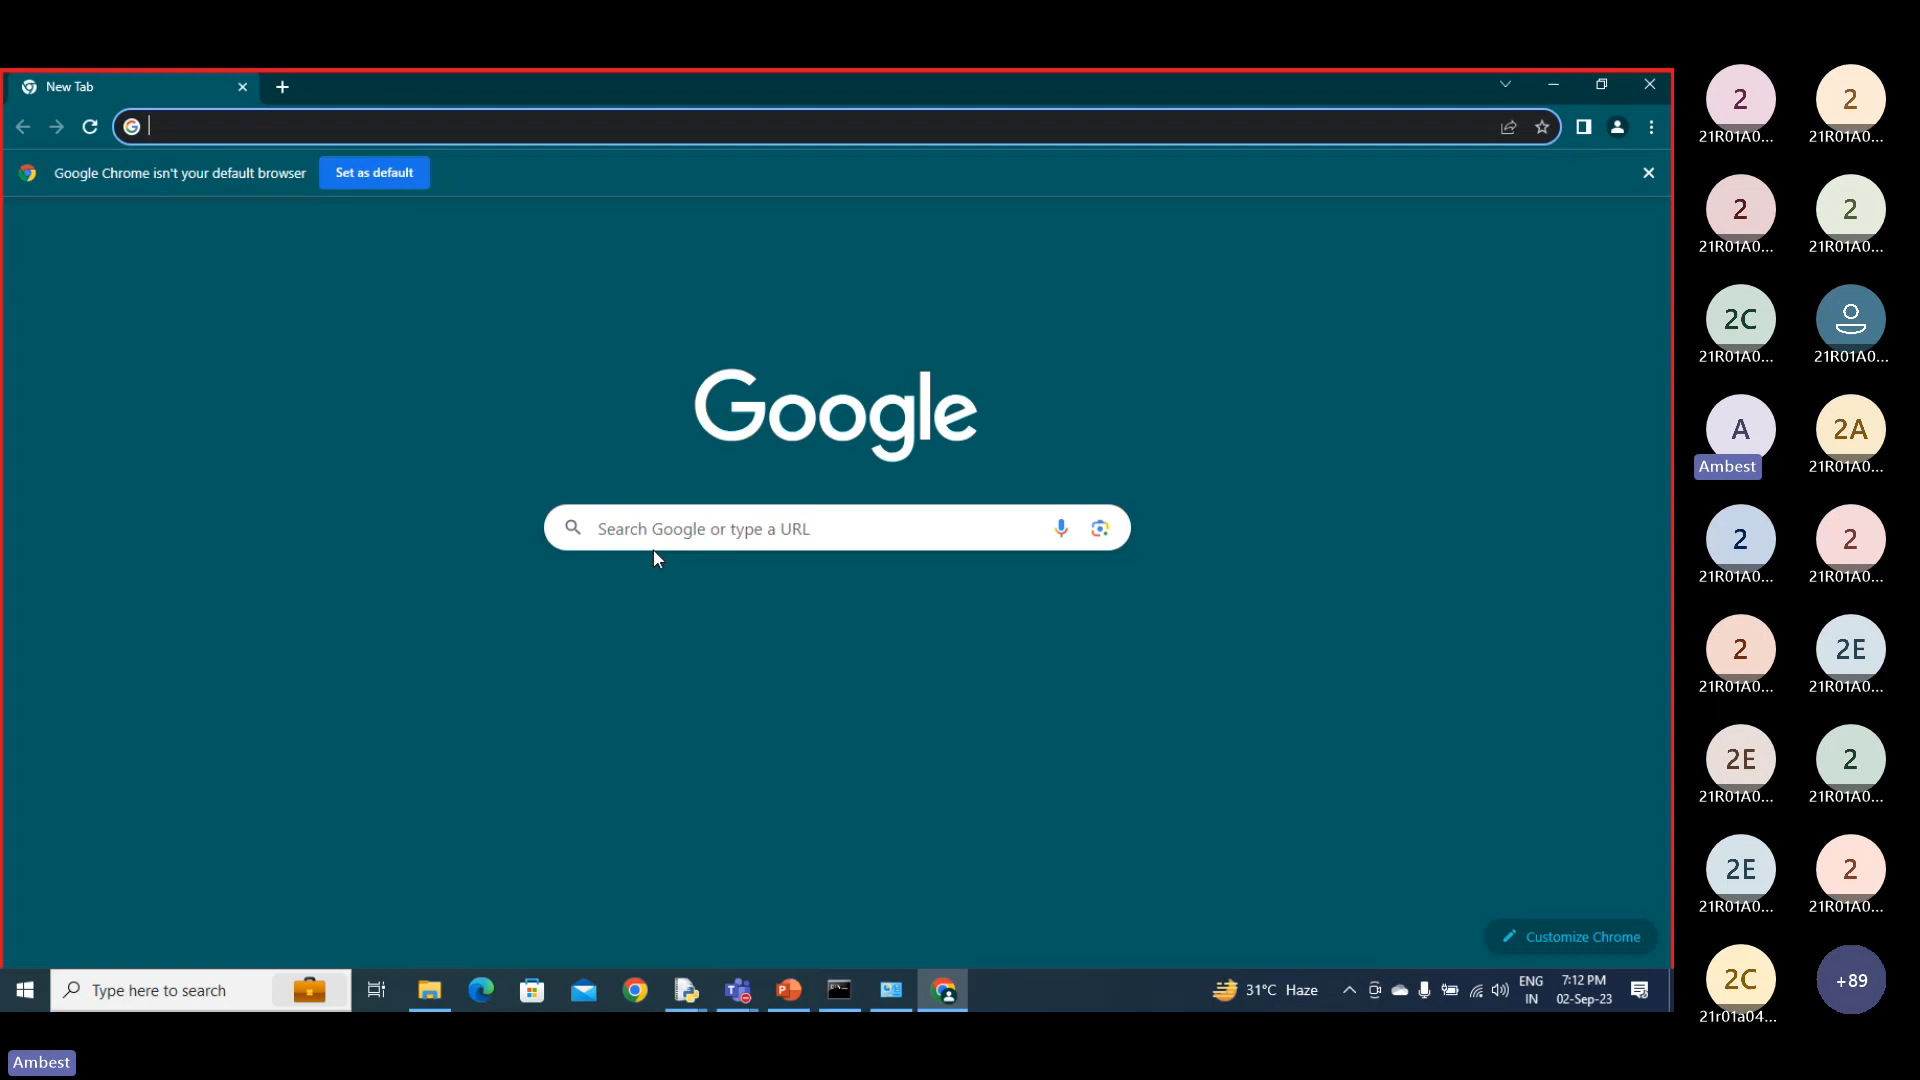 New Tab
Google Chrome isn't your default browser
Set as default
Google
Search Google or type a URL
Customize Chrome
Type here to search
31°C Haze
ENG
IN
7:12 PM
02-Sep-23
Ambest
2
21R01A0...
2
21R01A0...
2
21R01A0...
2
21R01A0...
2C
21R01A0...
21R01A0...
A
Ambest
2A
21R01A0...
2
21R01A0...
2
21R01A0...
2
21R01A0...
2E
21R01A0...
2E
21R01A0...
2
21R01A0...
2E
21R01A0...
2
21R01A0...
2C
21r01a04...
+89